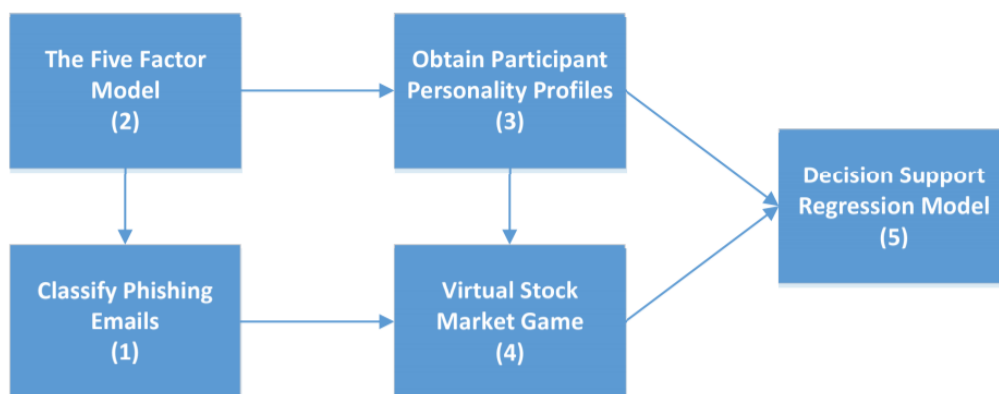 The Five Factor
Model
(2)
Obtain Participant
Personality Profiles
(3)
Decision Support
Regression Model
(5)
Classify Phishing
Emails
(1)
Virtual Stock
Market Game
(4)